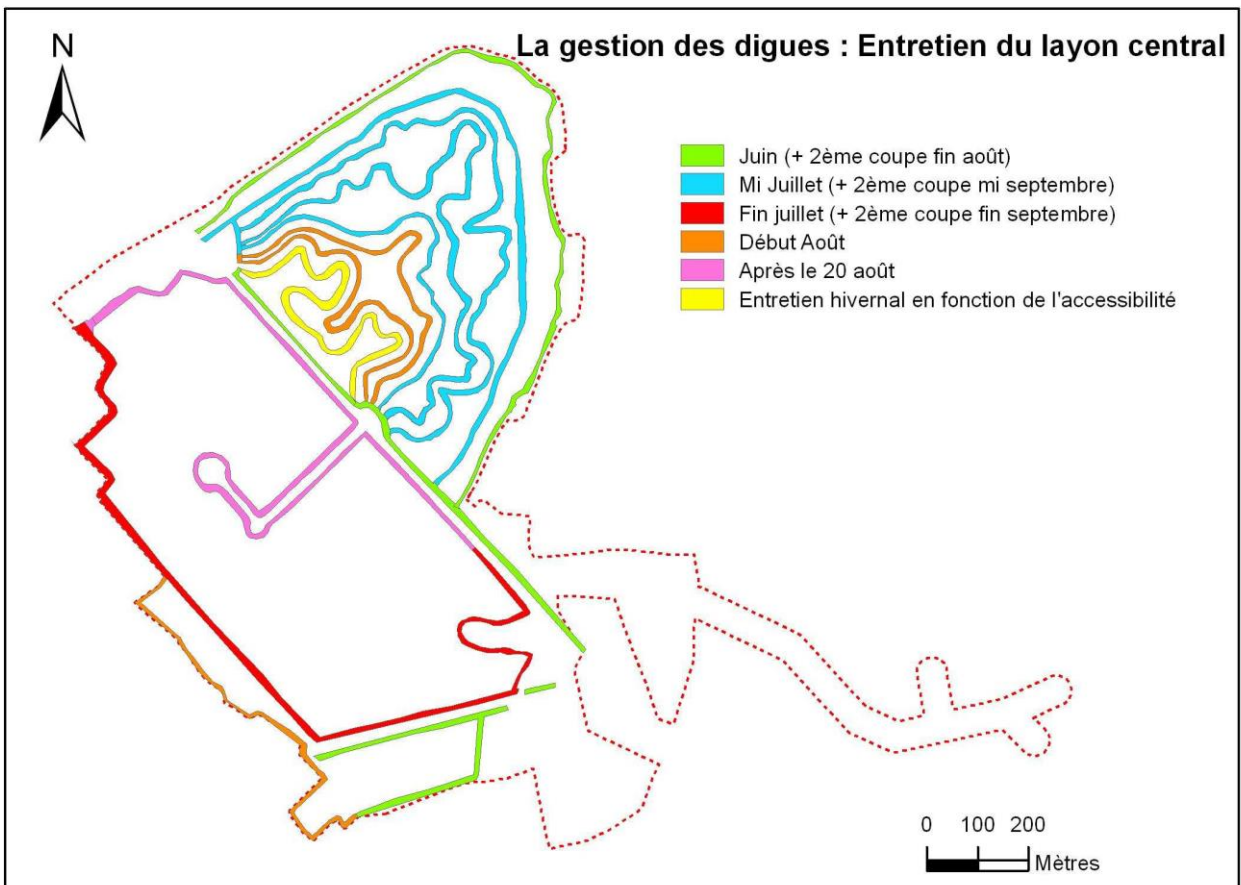 La gestion des digues : Entretien du layon central
N
Juin (+ 2ème coupe fin août)
Mi Juillet (+ 2ème coupe mi septembre)
Fin juillet (+ 2ème coupe fin septembre)
Début Août
Après le 20 août
Entretien hivernal en fonction de l'accessibilité
0 100 200
Mètres